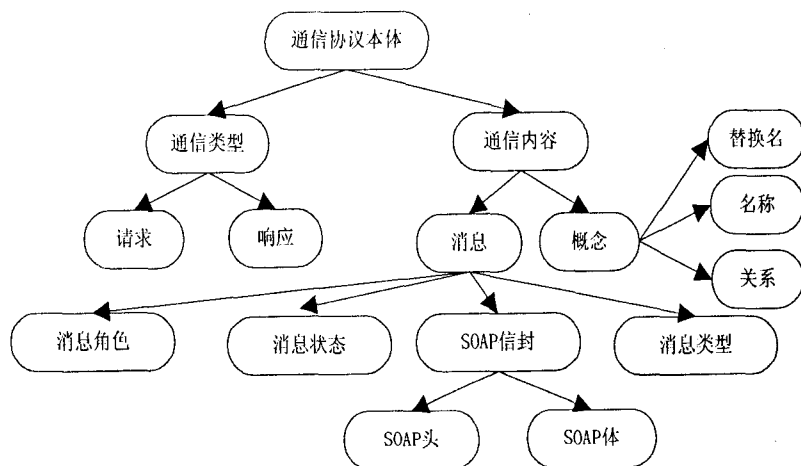 通信协议本体
通信类型
通信内容
替换名
名称
请求
响应
消息
概念
关系
消息角色
消息状态
SOAP信封
消息类型
SOAP头
SOAP体